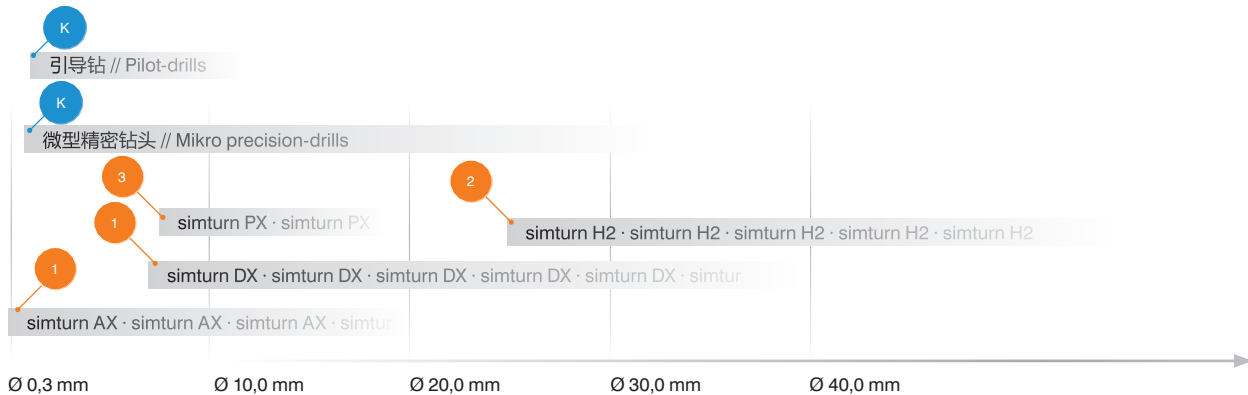 K
引导钻 // Pilot-drills
K
微型精密钻头 // Mikro precision-drills
3
simturn PX · simturn PX
2
simturn H2 · simturn H2 · simturn H2 · simturn H2 · simturn H2
1
simturn DX · simturn DX · simturn DX · simturn DX · simturn DX · simtur
1
simturn AX · simturn AX · simturn AX · simtur
Ø 0,3 mm Ø 10,0 mm Ø 20,0 mm Ø 30,0 mm Ø 40,0 mm